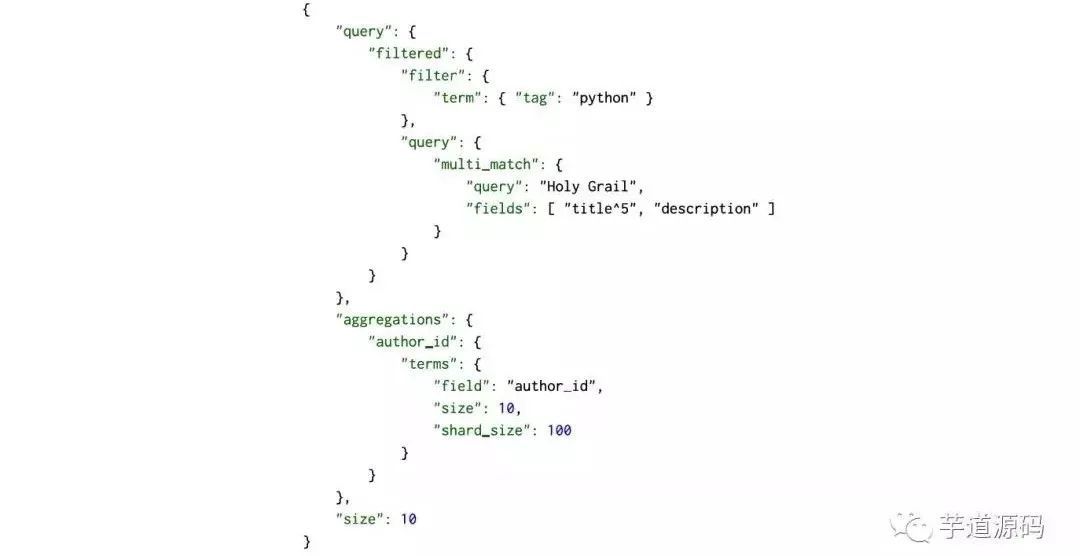 {
    "query": {
        "filtered": {
            "filter": {
                "term": { "tag": "python" }
            },
            "query": {
                "multi_match": {
                    "query": "Holy Grail",
                    "fields": [ "title^5", "description" ]
                }
            }
        }
    },
    "aggregations": {
        "author_id": {
            "terms": {
                "field": "author_id",
                "size": 10,
                "shard_size": 100
            }
        }
    },
    "size": 10
}
芋道源码